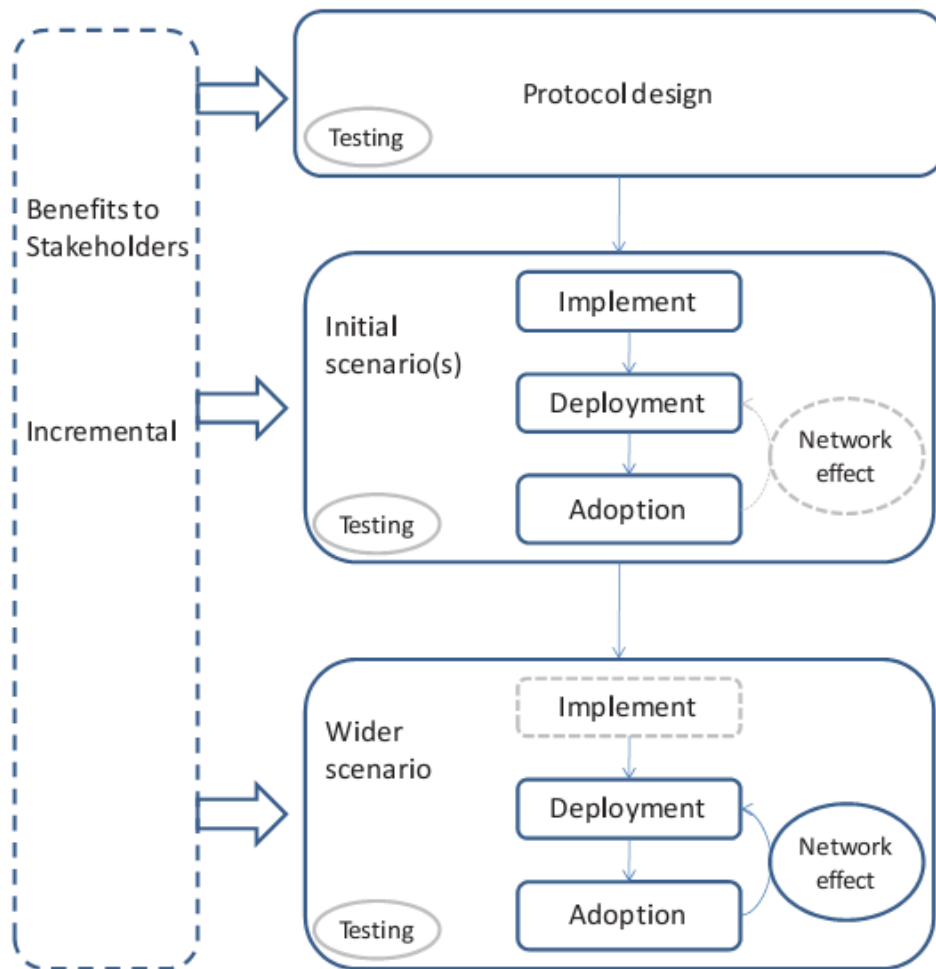 Protocol design
Testing
Benefits to
Stakeholders
Incremental
Initial
scenario(s)
Implement
Deployment
Adoption
Network
effect
Testing
Wider
scenario
Implement
Deployment
Adoption
Network
effect
Testing